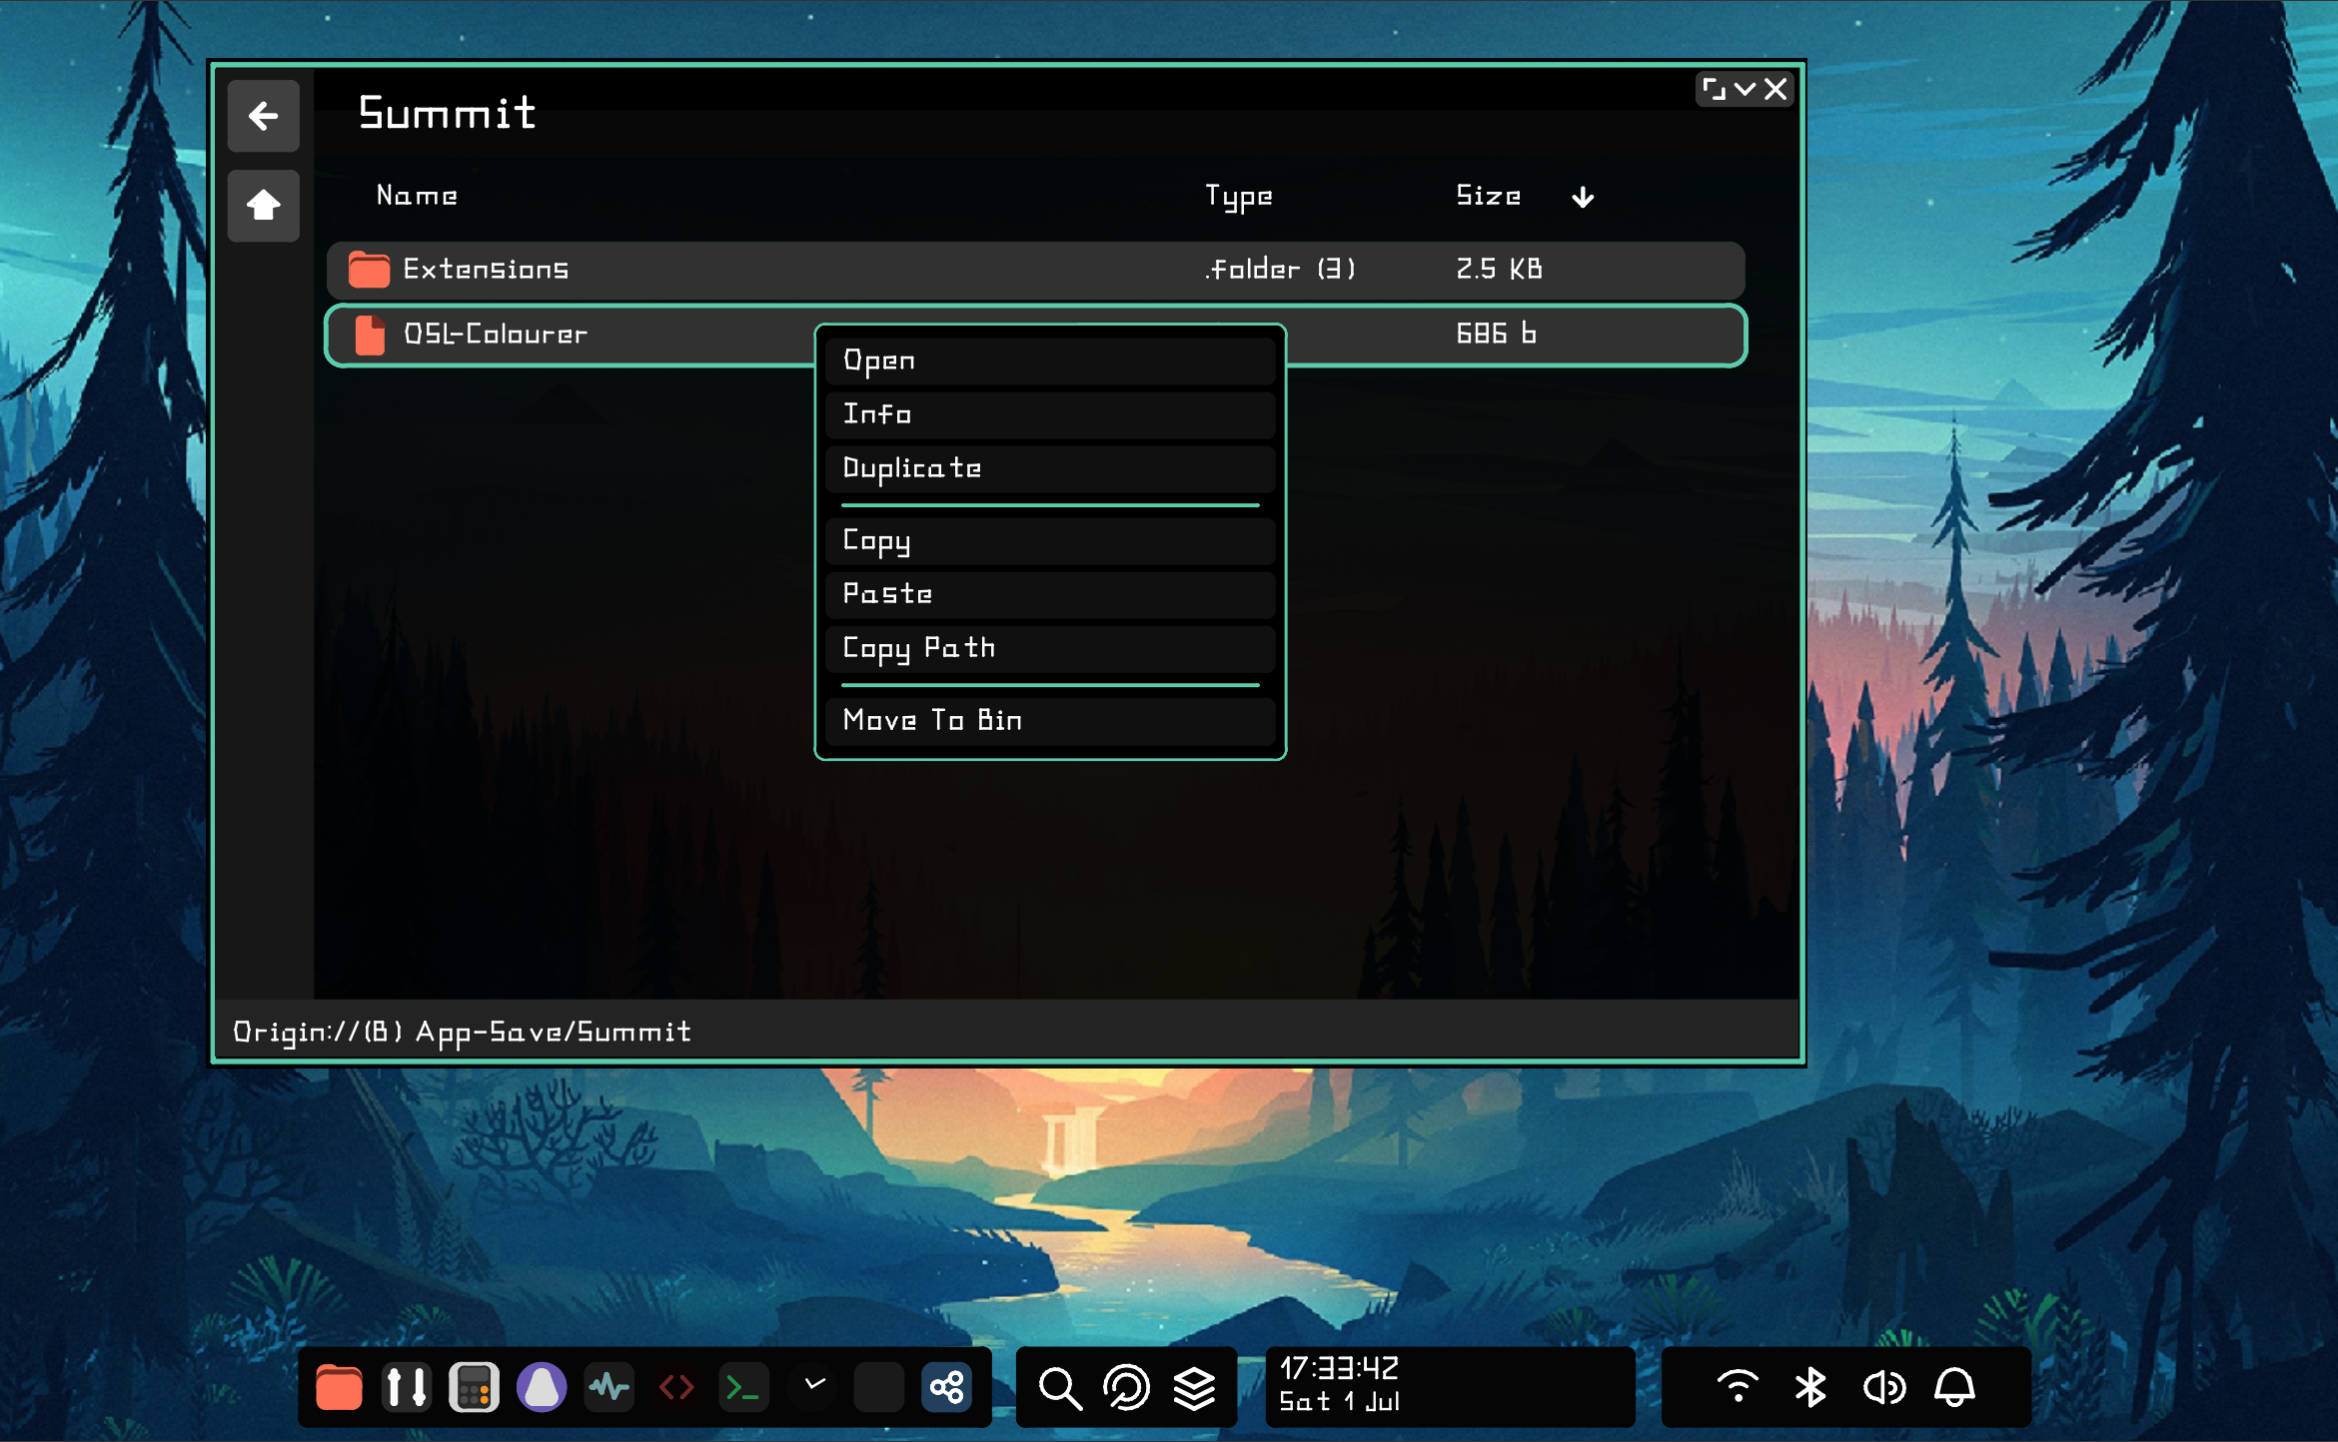 Summit
Name Type Size
Extensions .folder (3) 2.5 KB
OSL-Colourer 686 b
Open
Info
Duplicate
Copy
Paste
Copy Path
Move To Bin
Origin://(B) App-Save/Summit
17:33:42
Sat 1 Jul